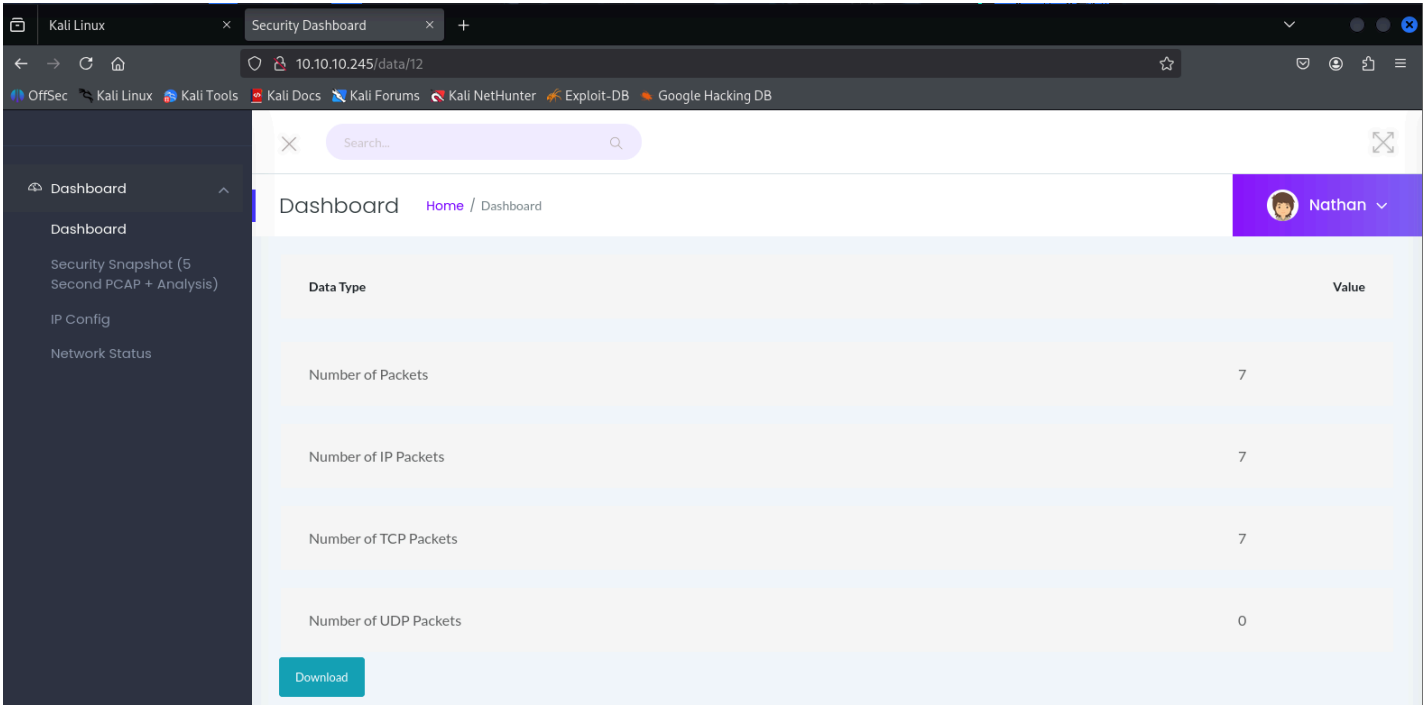 Kali Linux
Security Dashboard
10.10.10.245/data/12
OffSec Kali Linux Kali Tools Kali Docs Kali Forums Kali NetHunter Exploit-DB Google Hacking DB
Search...
Dashboard
Dashboard
Security Snapshot (5
Second PCAP + Analysis)
IP Config
Network Status
Dashboard Home / Dashboard
Nathan
Data Type Value
Number of Packets 7
Number of IP Packets 7
Number of TCP Packets 7
Number of UDP Packets 0
Download